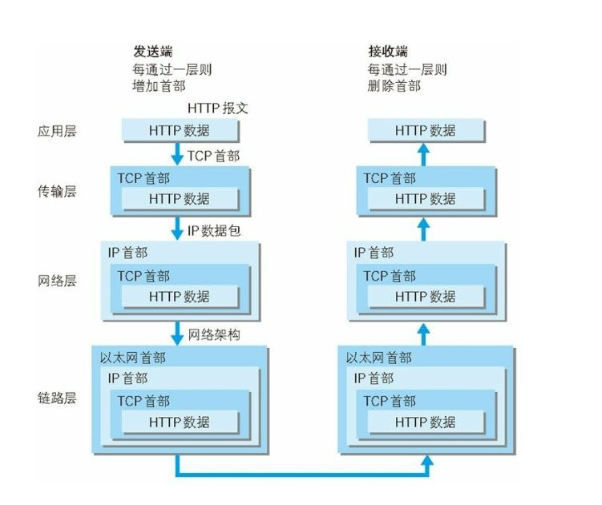 发送端
每通过一层则
增加首部
接收端
每通过一层则
删除首部
HTTP 报文
应用层
HTTP 数据
HTTP 数据
TCP 首部
传输层
TCP 首部
HTTP 数据
TCP 首部
HTTP 数据
IP 数据包
网络层
IP 首部
TCP 首部
HTTP 数据
IP 首部
TCP 首部
HTTP 数据
网络架构
链路层
以太网首部
IP 首部
TCP 首部
HTTP 数据
以太网首部
IP 首部
TCP 首部
HTTP 数据